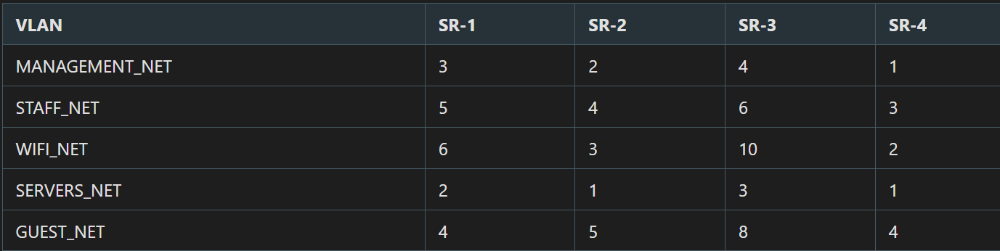 VLAN SR-1 SR-2 SR-3 SR-4
MANAGEMENT_NET 3 2 4 1
STAFF_NET 5 4 6 3
WIFI_NET 6 3 10 2
SERVERS_NET 2 1 3 1
GUEST_NET 4 5 8 4